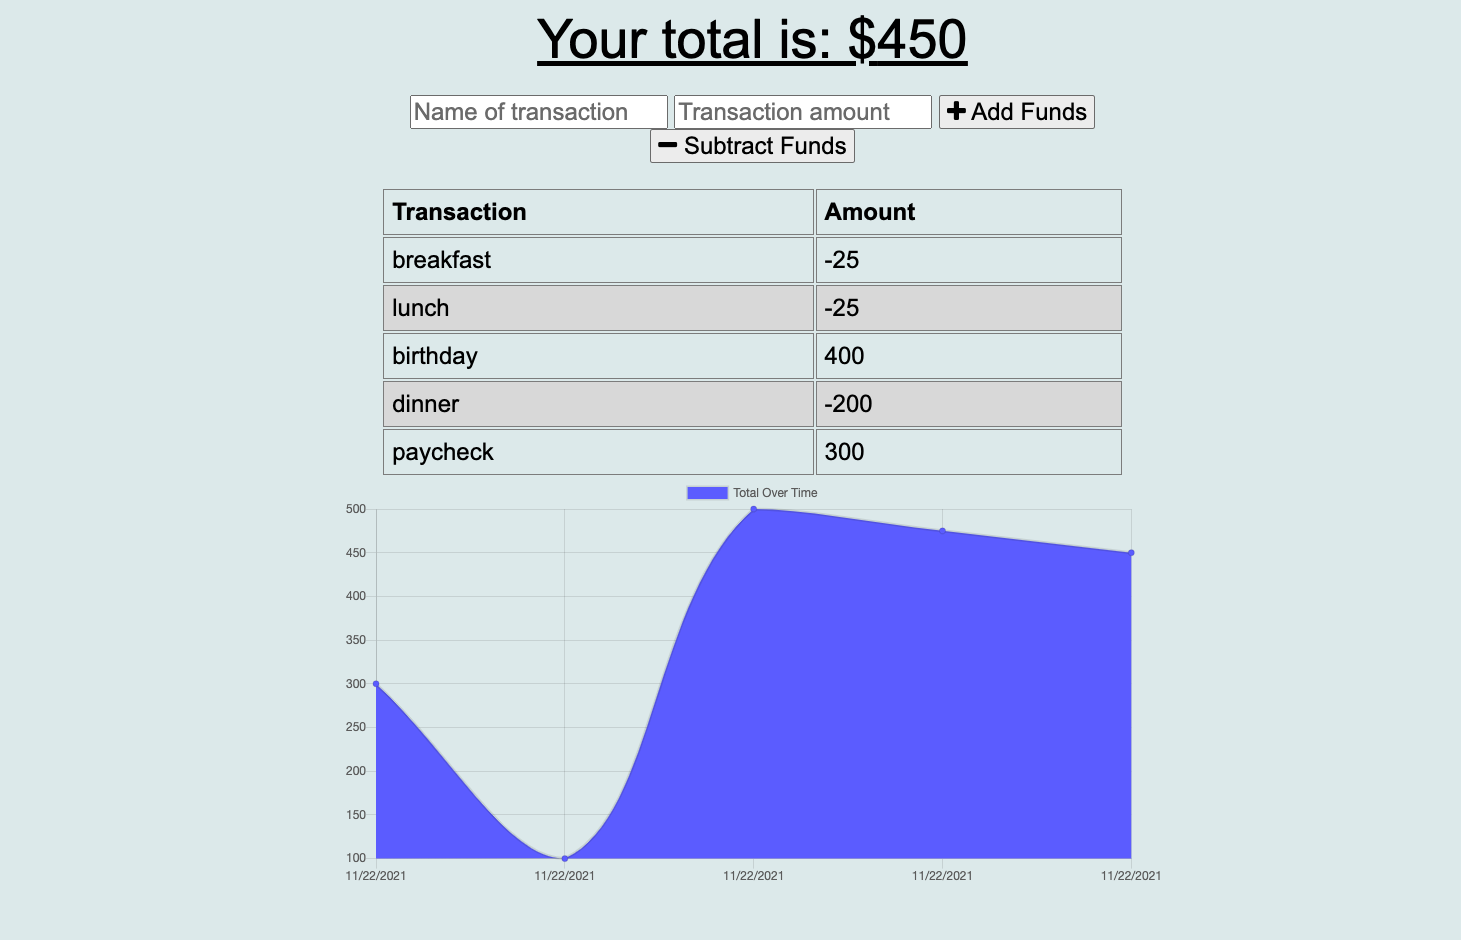 Your total is: $450
Name of transaction Transaction amount Add Funds
Subtract Funds
Transaction Amount
breakfast -25
lunch -25
birthday 400
dinner -200
paycheck 300
Total Over Time
500
450
400
350
300
250
200
150
100
11/22/2021 11/22/2021 11/22/2021 11/22/2021 11/22/2021